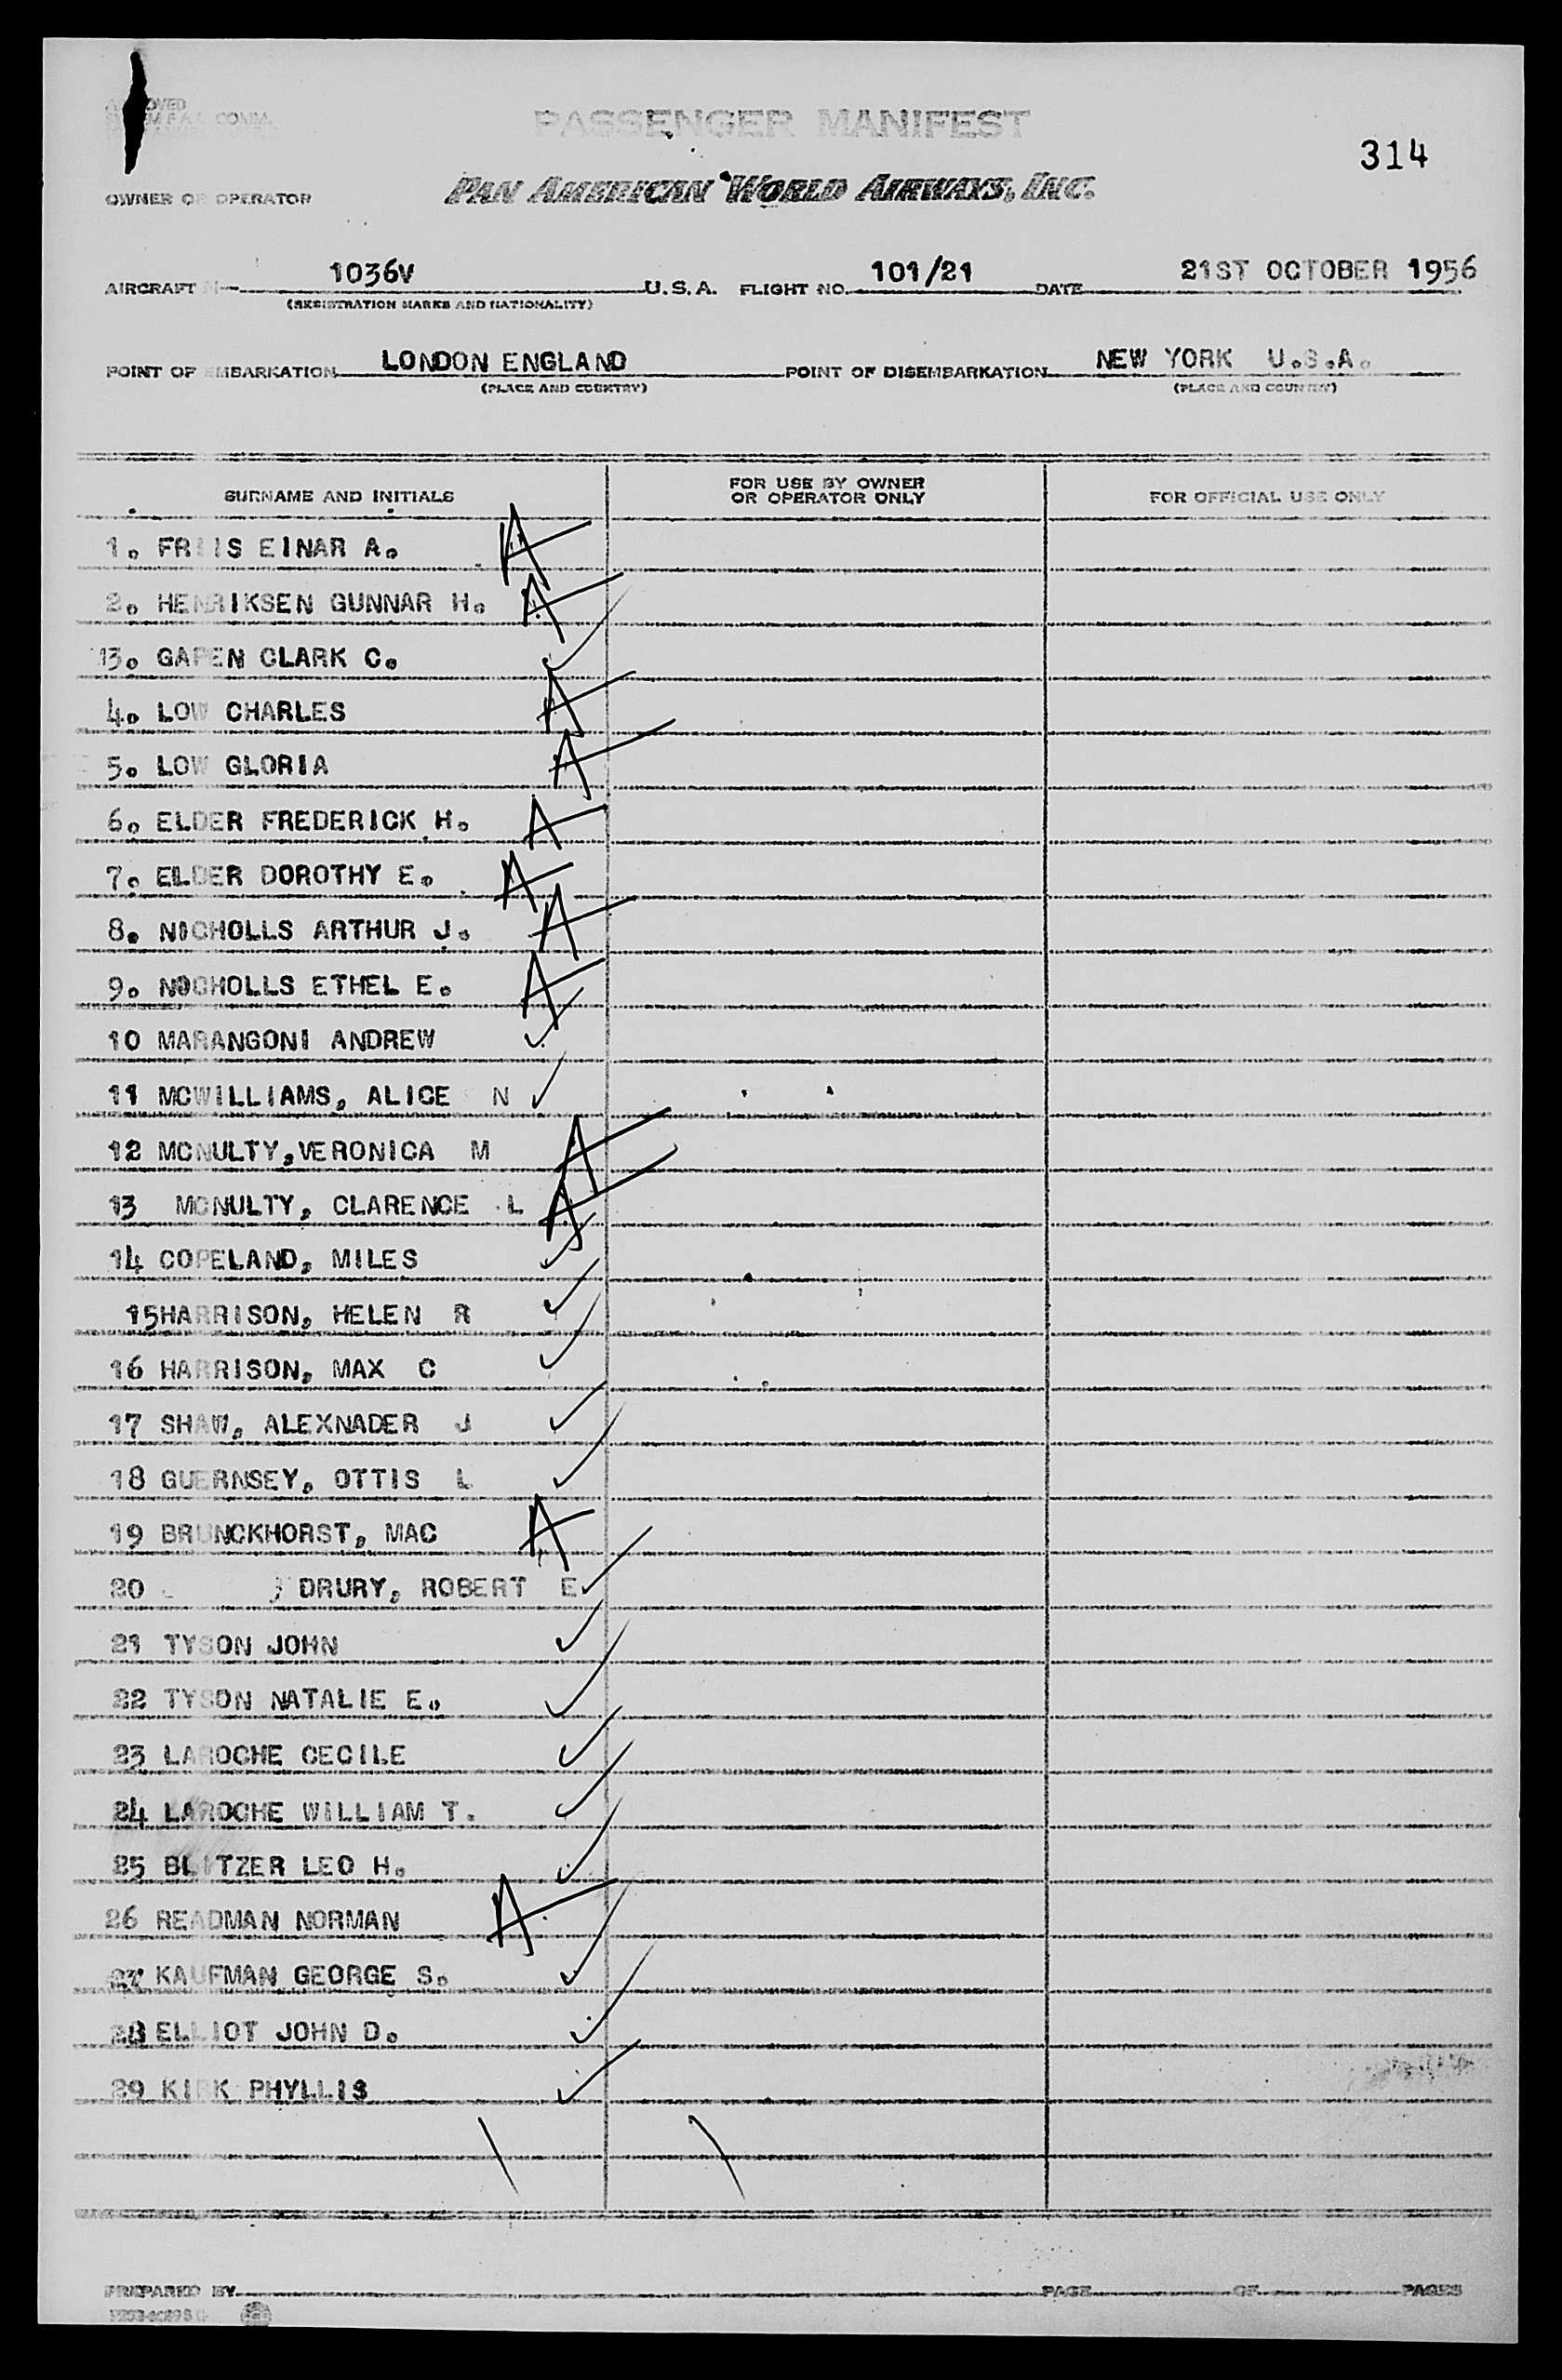 PASSENGER MANIFEST
314
PAN AMERICAN WORLD AIRWAYS, INC.
OWNER OR OPERATOR
AIRCRAFT N- 1036V U.S.A. FLIGHT NO. 101/21 DATE 21ST OCTOBER 1956
(REGISTRATION MARKS AND NATIONALITY)
POINT OF EMBARKATION LONDON ENGLAND POINT OF DISEMBARKATION NEW YORK U.S.A.
(PLACE AND COUNTRY) (PLACE AND COUNTRY)
SURNAME AND INITIALS FOR USE BY OWNER OR OPERATOR ONLY FOR OFFICIAL USE ONLY
1. FRIIS EINAR A. A
2. HENRIKSEN GUNNAR H. A
3. GAPEN CLARK C. ✓
4. LOW CHARLES A
5. LOW GLORIA A
6. ELDER FREDERICK H. A
7. ELDER DOROTHY E. A
8. NICHOLLS ARTHUR J. A
9. NOCHOLLS ETHEL E. A
10 MARANGONI ANDREW ✓
11 MCWILLIAMS, ALICE N ✓
12 MCNULTY,VERONICA M A
13 MCNULTY, CLARENCE L A
14 COPELAND, MILES ✓
15HARRISON, HELEN R ✓
16 HARRISON, MAX C ✓
17 SHAW, ALEXNADER J ✓
18 GUERNSEY, OTTIS L ✓
19 BRUNCKHORST, MAC A
20 DRURY, ROBERT E ✓
21 TYSON JOHN ✓
22 TYSON NATALIE E. ✓
23 LAROCHE CECILE ✓
24 LAROCHE WILLIAM T. ✓
25 BLITZER LEO H. ✓
26 READMAN NORMAN A
27 KAUFMAN GEORGE S. ✓
28 ELLIOT JOHN D. ✓
29 KIRK PHYLLIS ✓
PREPARED BY PAGE OF PAGES